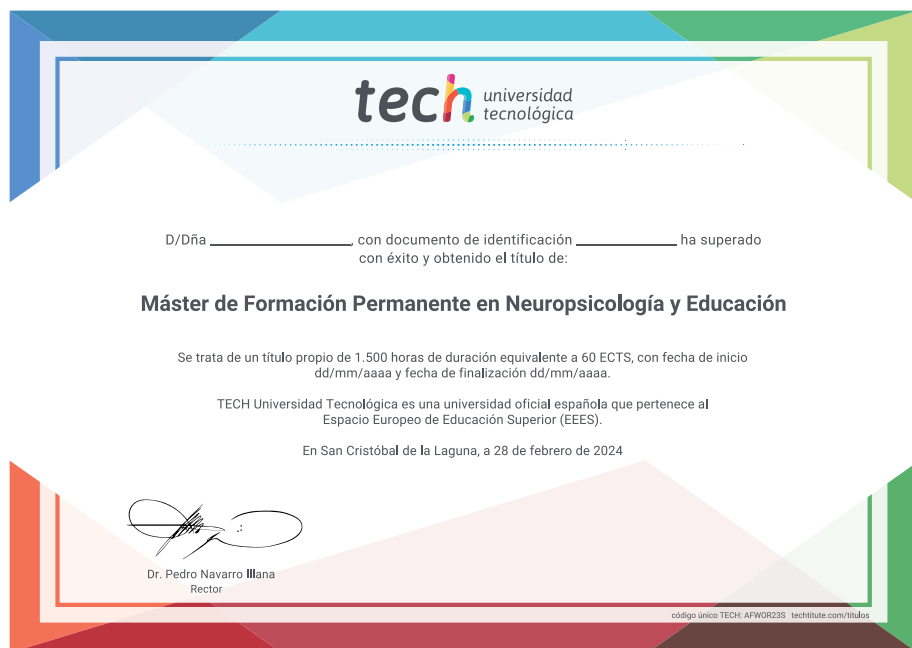 tech universidad
tecnológica
D/Dña ______________, con documento de identificación __________ ha superado
con éxito y obtenido el título de:
Máster de Formación Permanente en Neuropsicología y Educación
Se trata de un título propio de 1.500 horas de duración equivalente a 60 ECTS, con fecha de inicio
dd/mm/aaaa y fecha de finalización dd/mm/aaaa.
TECH Universidad Tecnológica es una universidad oficial española que pertenece al
Espacio Europeo de Educación Superior (EEES).
En San Cristóbal de la Laguna, a 28 de febrero de 2024
Dr. Pedro Navarro Illana
Rector
código único TECH: AFWOR23S techtitute.com/titulos